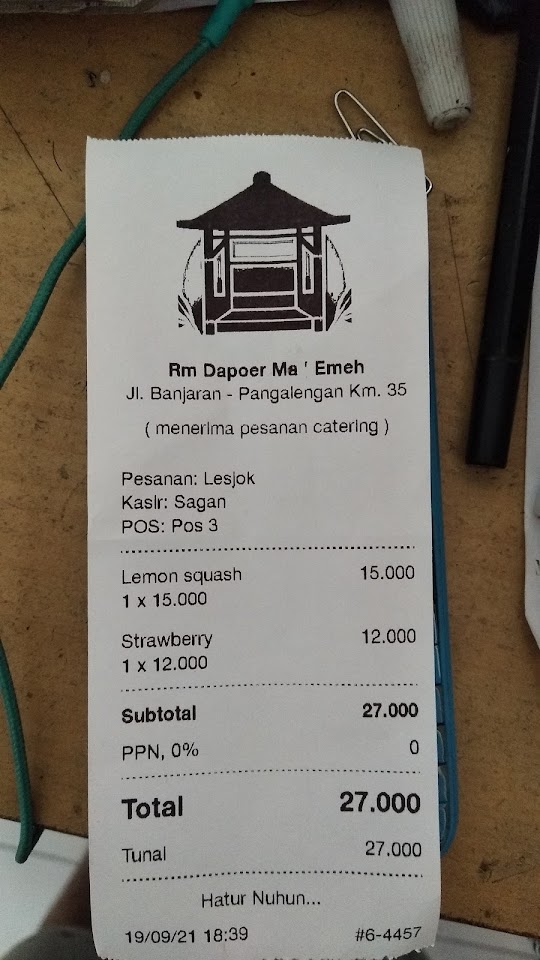 Rm Dapoer Ma ' Emeh
Jl. Banjaran - Pangalengan Km. 35
( menerima pesanan catering )
Pesanan: Lesjok
Kasir: Sagan
POS: Pos 3
Lemon squash 15.000
1 x 15.000
Strawberry 12.000
1 x 12.000
Subtotal 27.000
PPN, 0% 0
Total 27.000
Tunai 27.000
Hatur Nuhun...
19/09/21 18:39 #6-4457